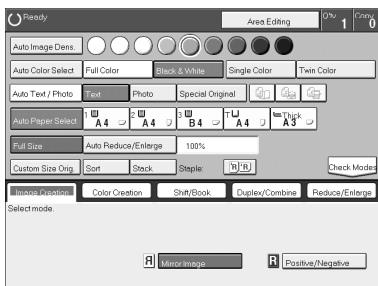 Ready Area Editing Q'ty 1 Copy 0
Auto Image Dens.
Auto Color Select Full Color Black & White Single Color Twin Color
Auto Text / Photo Text Photo Special Original
Auto Paper Select 1 A4 2 A4 3 B4 T A4 Thick A3
Full Size Auto Reduce/Enlarge 100%
Custom Size Orig. Sort Stack Staple: R R Check Modes
Image Creation Color Creation Shift/Book Duplex/Combine Reduce/Enlarge
Select mode.
R Mirror Image R Positive/Negative